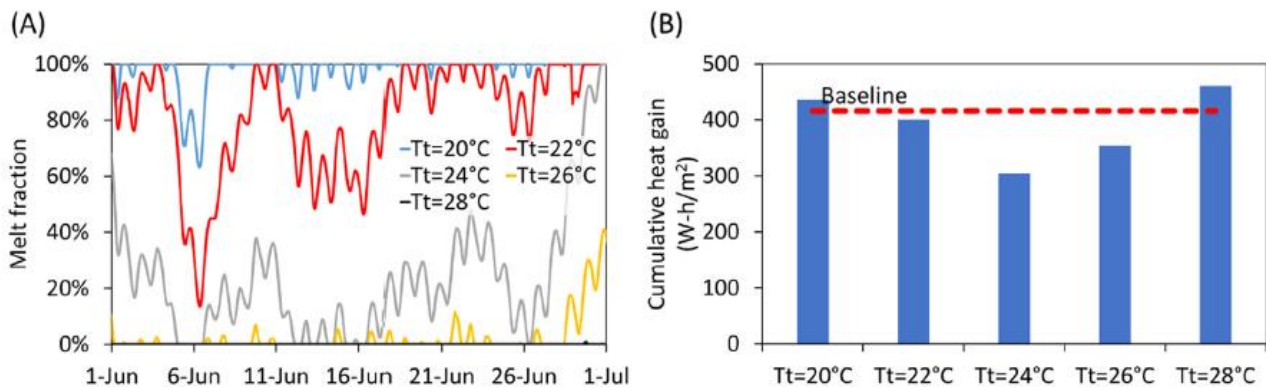 (A)
Melt fraction
100%
80%
60%
40%
20%
0%
Tt=20°C
Tt=22°C
Tt=24°C
Tt=26°C
Tt=28°C
1-Jun
6-Jun
11-Jun
16-Jun
21-Jun
26-Jun
1-Jul
(B)
Cumulative heat gain
(W-h/m²)
500
400
300
200
100
0
Baseline
Tt=20°C
Tt=22°C
Tt=24°C
Tt=26°C
Tt=28°C